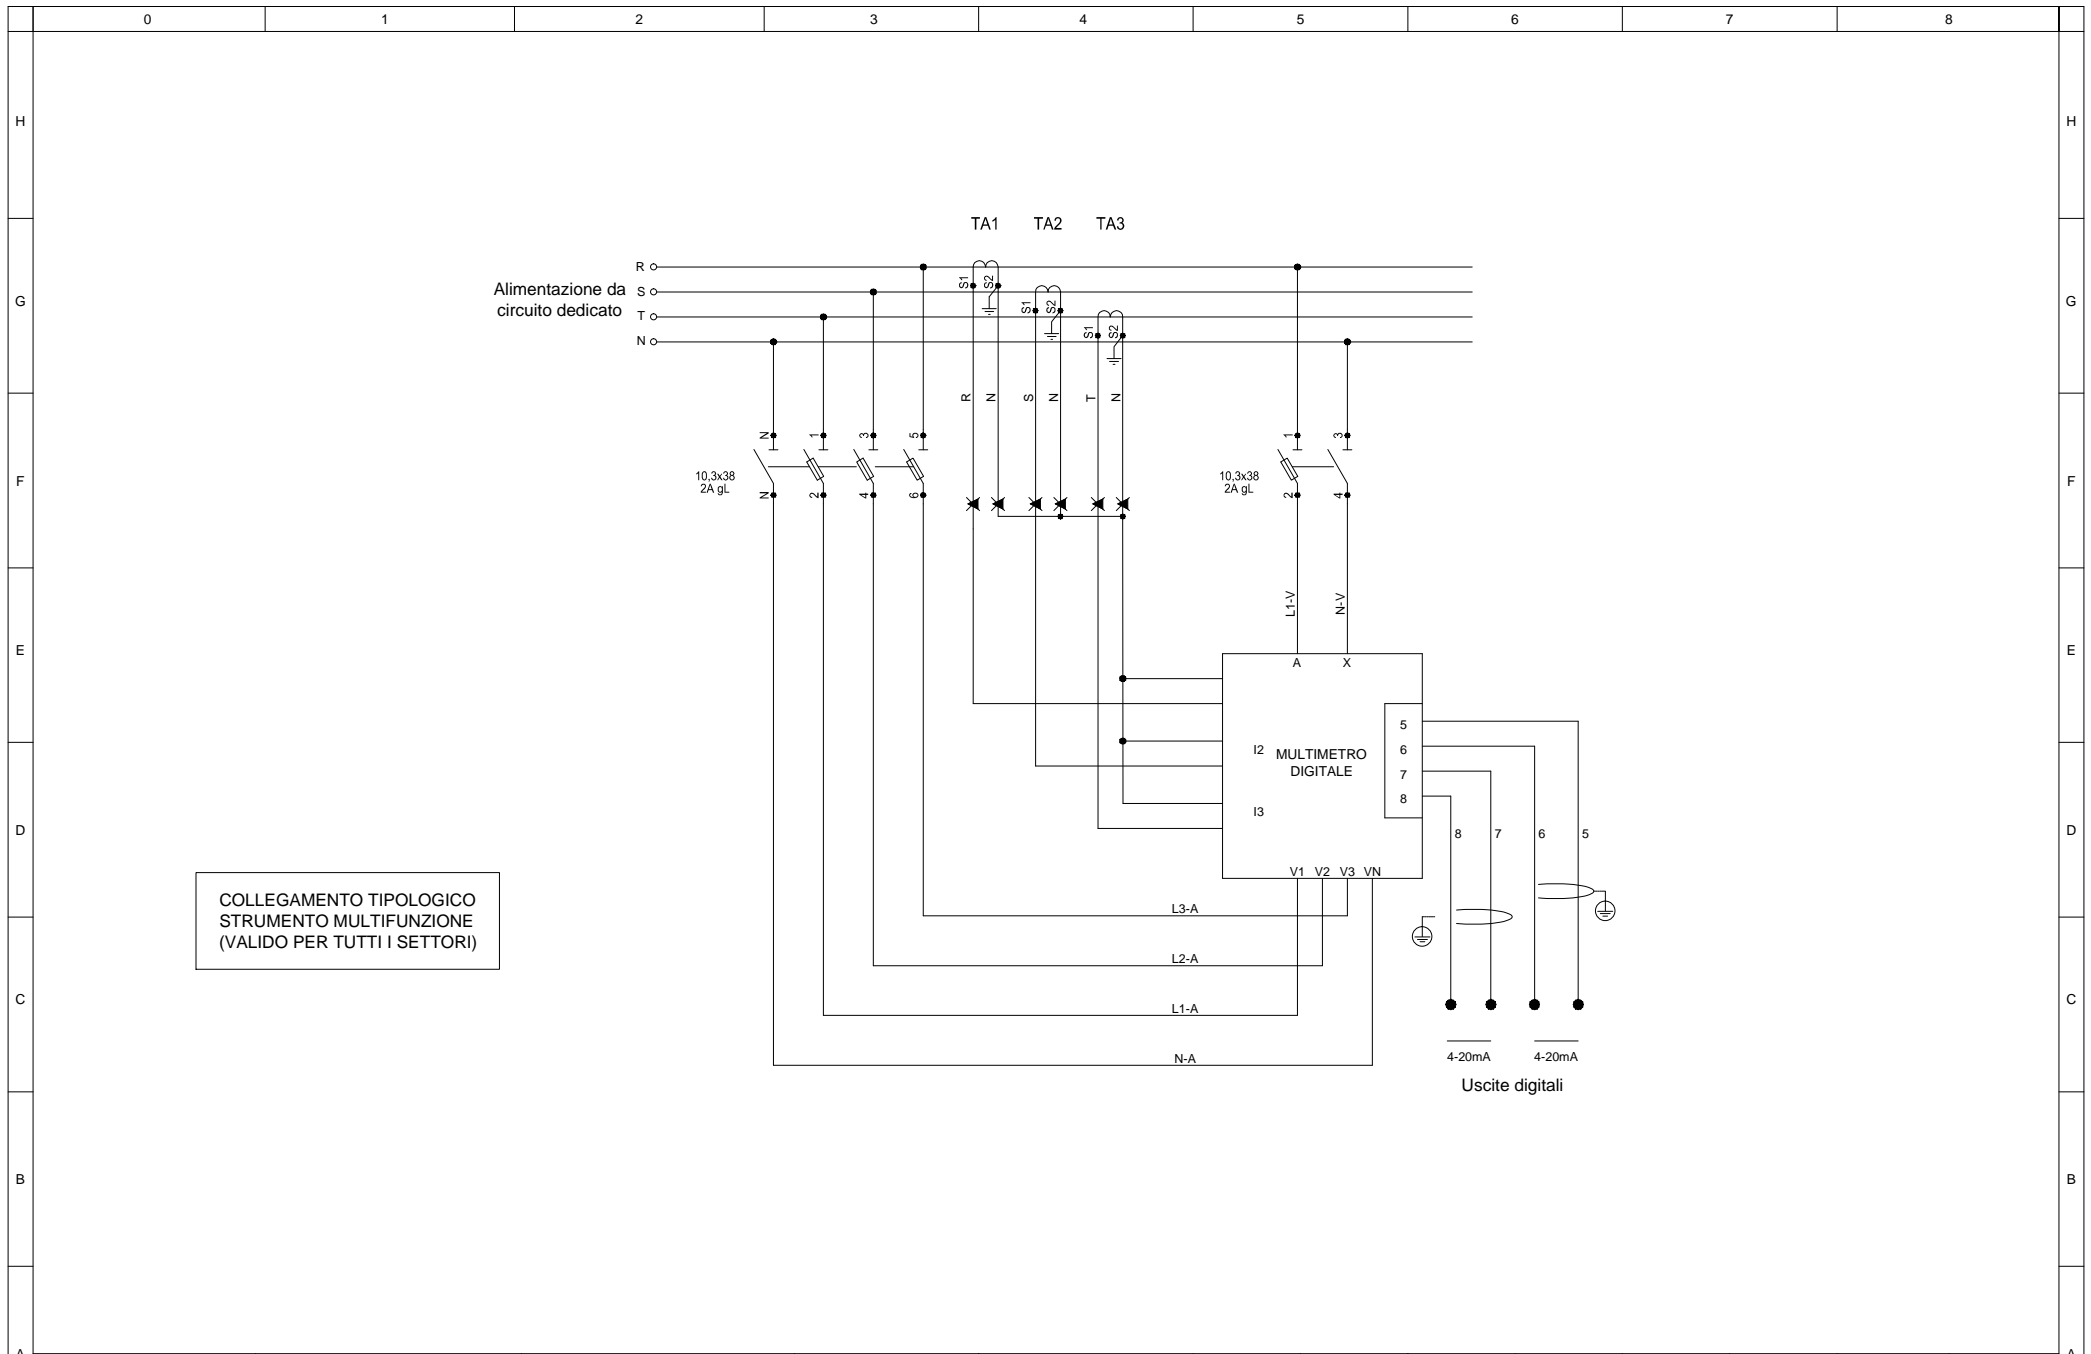 0 1 2 3 4 5 6 7 8
H H
TA1 TA2 TA3
R
Alimentazione da
circuito dedicato
S
T
N
S1 S2
S1 S2
S1 S2
G G
R N S N T N
N 1 3 5
1 3
10,3x38
2A gL
10,3x38
2A gL
F F
N 2 4 6
2 4
L1-V N-V
E E
A X
5
I2 MULTIMETRO
DIGITALE
6
7
8
I3
D D
8 7 6 5
V1 V2 V3 VN
COLLEGAMENTO TIPOLOGICO
STRUMENTO MULTIFUNZIONE
(VALIDO PER TUTTI I SETTORI)
L3-A
L2-A
C C
L1-A
N-A
4-20mA 4-20mA
Uscite digitali
B B
A A